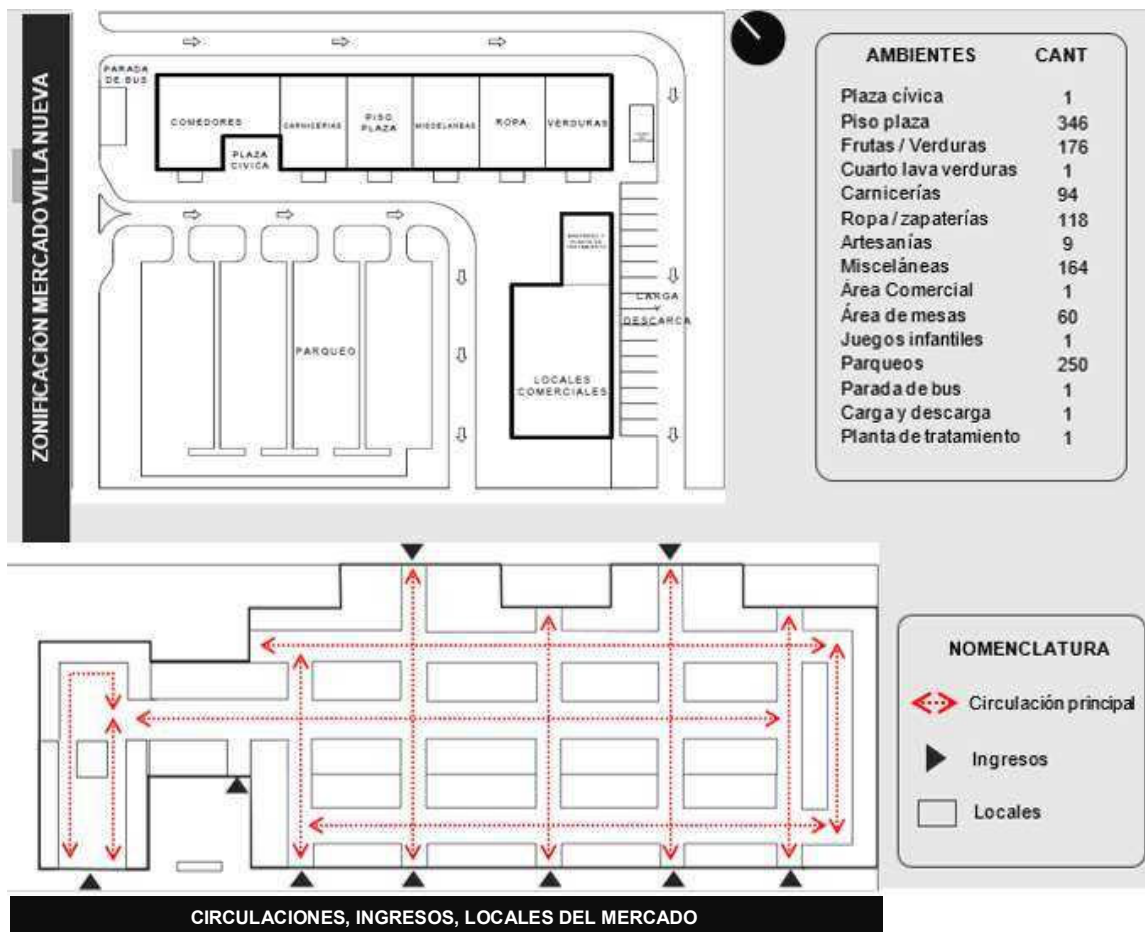 ZONIFICACIÓN MERCADO VILLA NUEVA
PARADA
DE BUS
COMEDORES
CARNICERIAS
PISO
PLAZA
MISCELANEAS
ROPA
VERDURAS
PLAZA
CIVICA
CARGA
Y
DESCARCA
PARQUEO
LOCALES
COMERCIALES
AMBIENTES CANT
Plaza cívica 1
Piso plaza 346
Frutas / Verduras 176
Cuarto lava verduras 1
Carnicerías 94
Ropa / zapaterías 118
Artesanías 9
Misceláneas 164
Área Comercial 1
Área de mesas 60
Juegos infantiles 1
Parqueos 250
Parada de bus 1
Carga y descarga 1
Planta de tratamiento 1
NOMENCLATURA
Circulación principal
Ingresos
Locales
CIRCULACIONES, INGRESOS, LOCALES DEL MERCADO